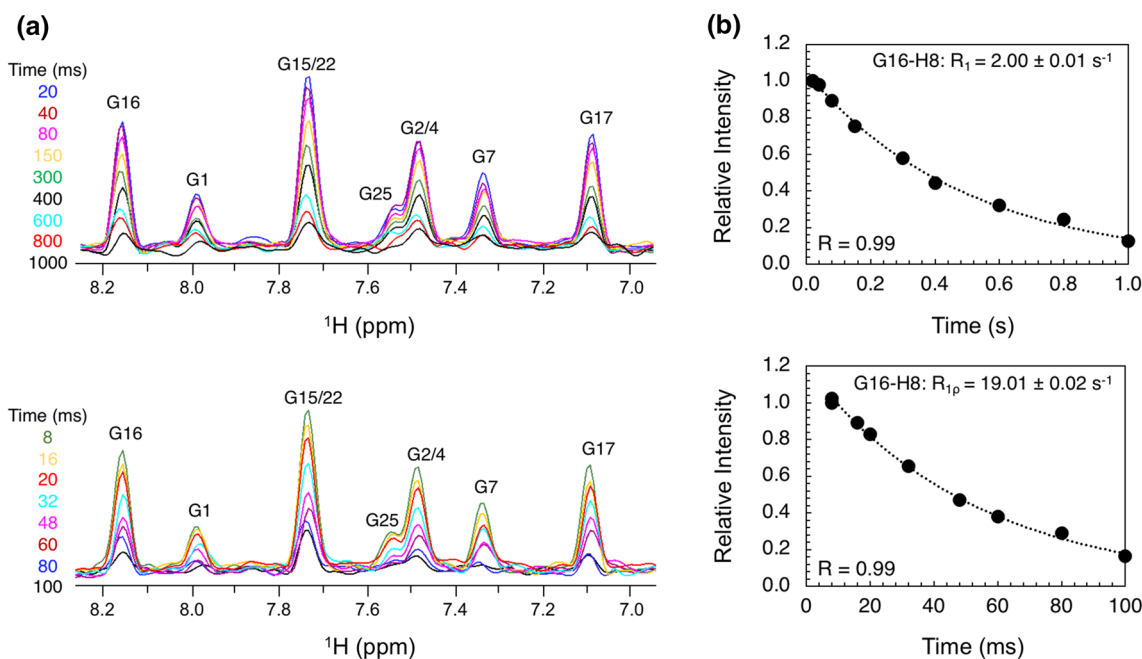 (a)
Time (ms)
20
40
80
150
300
400
600
800
1000
G16
G1
G15/22
G25
G2/4
G7
G17
8.2 8.0 7.8 7.6 7.4 7.2 7.0
¹H (ppm)
Time (ms)
8
16
20
32
48
60
80
100
G16
G1
G15/22
G25
G2/4
G7
G17
8.2 8.0 7.8 7.6 7.4 7.2 7.0
¹H (ppm)
(b)
Relative Intensity
1.2
1.0
0.8
0.6
0.4
0.2
0.0
G16-H8: R₁ = 2.00 ± 0.01 s⁻¹
R = 0.99
0.0 0.2 0.4 0.6 0.8 1.0
Time (s)
Relative Intensity
1.2
1.0
0.8
0.6
0.4
0.2
0.0
G16-H8: R₁ᵨ = 19.01 ± 0.02 s⁻¹
R = 0.99
0 20 40 60 80 100
Time (ms)